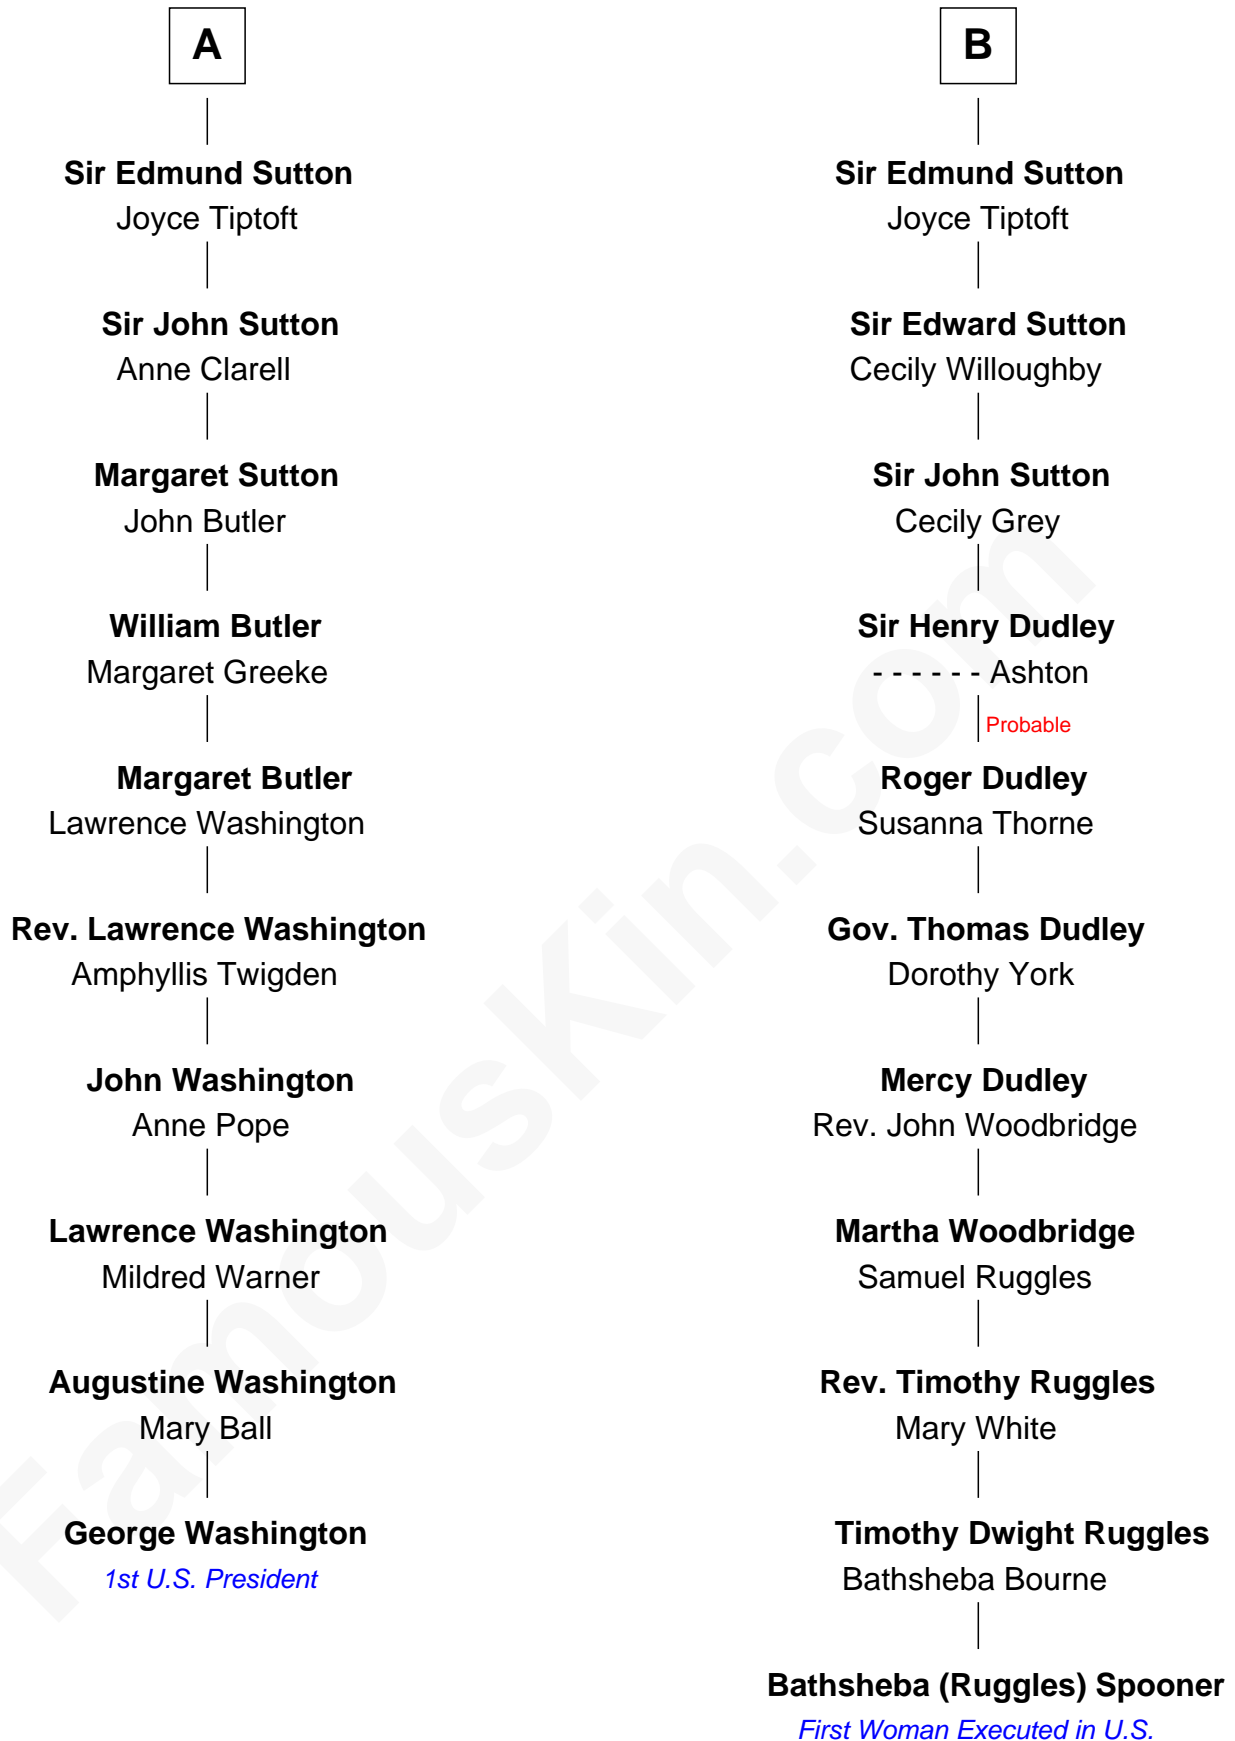 A
Sir Edmund Sutton
Joyce Tiptoft
Sir John Sutton
Anne Clarell
Margaret Sutton
John Butler
William Butler
Margaret Greeke
Margaret Butler
Lawrence Washington
Rev. Lawrence Washington
Amphyllis Twigden
John Washington
Anne Pope
Lawrence Washington
Mildred Warner
Augustine Washington
Mary Ball
George Washington
1st U.S. President
B
Sir Edmund Sutton
Joyce Tiptoft
Sir Edward Sutton
Cecily Willoughby
Sir John Sutton
Cecily Grey
Sir Henry Dudley
- - - - - - Ashton
Probable
Roger Dudley
Susanna Thorne
Gov. Thomas Dudley
Dorothy York
Mercy Dudley
Rev. John Woodbridge
Martha Woodbridge
Samuel Ruggles
Rev. Timothy Ruggles
Mary White
Timothy Dwight Ruggles
Bathsheba Bourne
Bathsheba (Ruggles) Spooner
First Woman Executed in U.S.
FamousKin.com